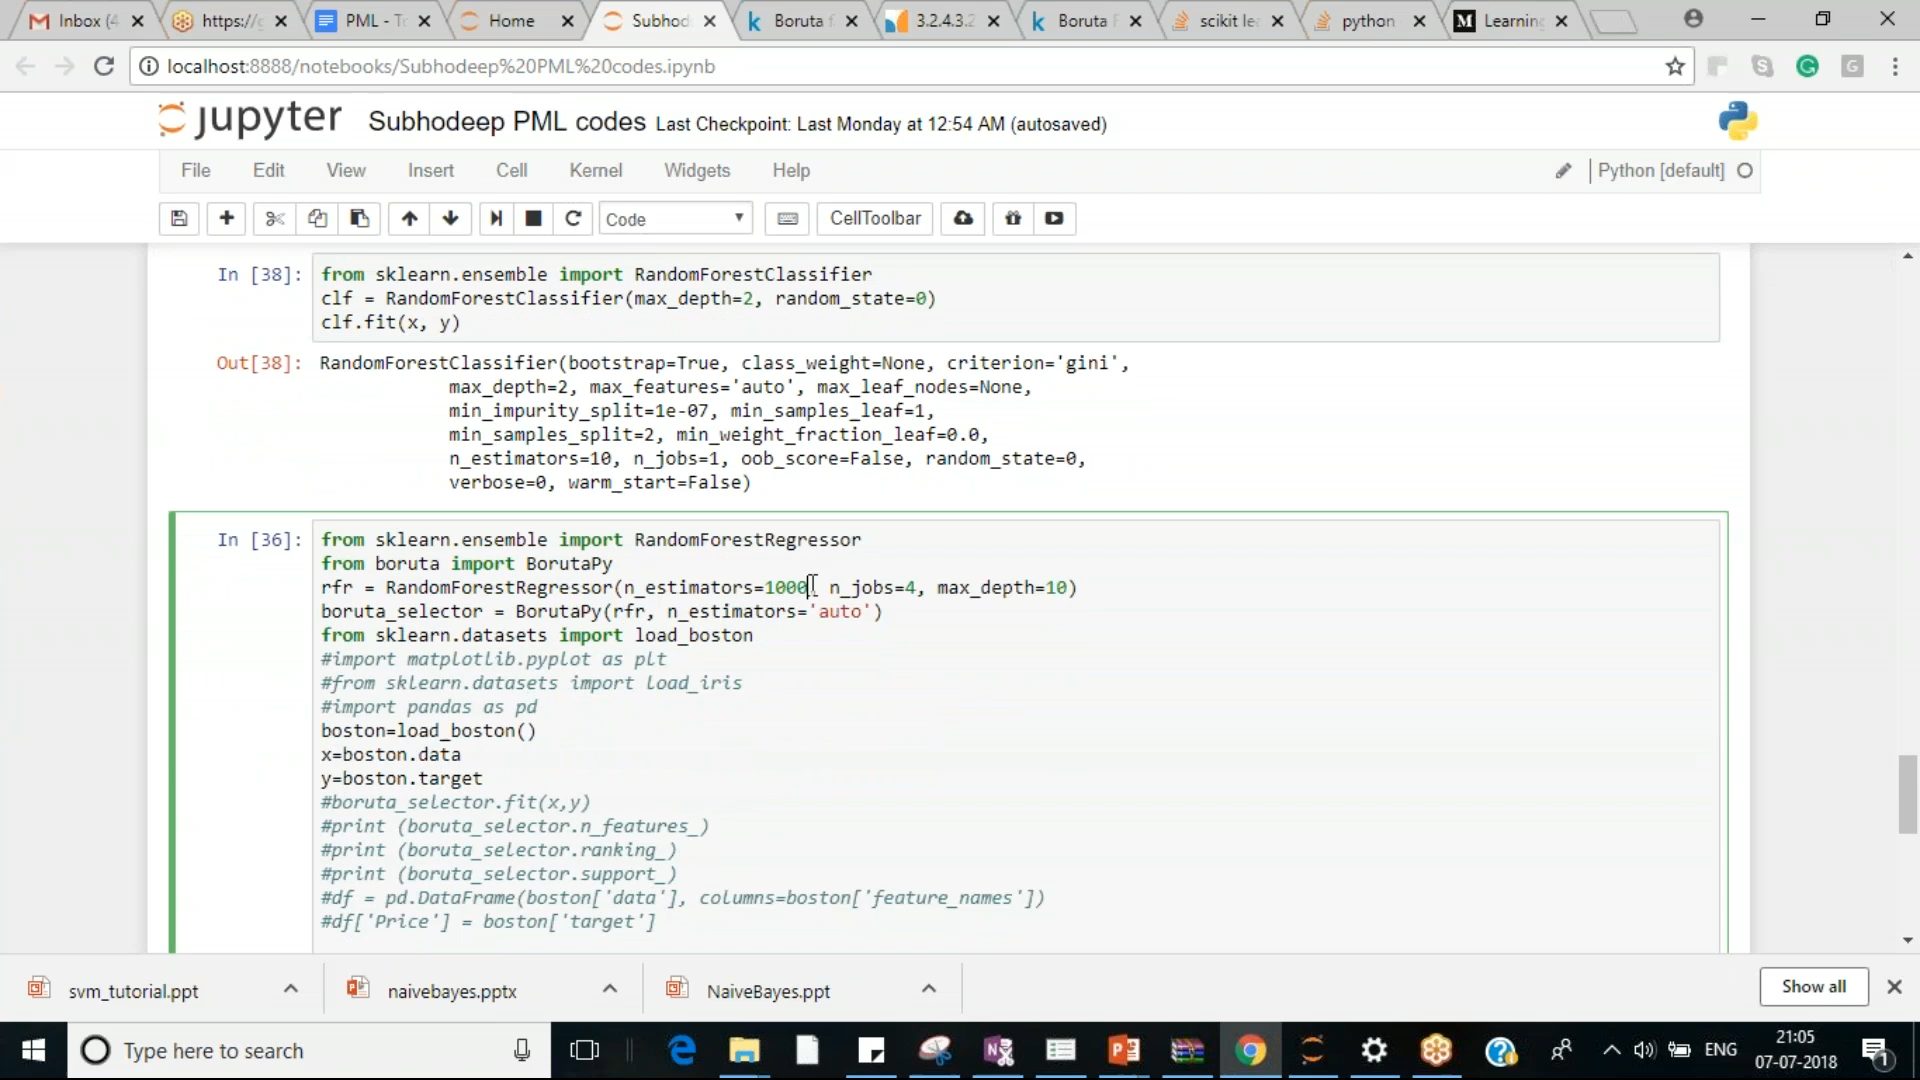 Inbox (4
https://g
PML - Tr
Home
Subhod
Boruta f
3.2.4.3.2
Boruta F
scikit le
python
Learning
localhost:8888/notebooks/Subhodeep%20PML%20codes.ipynb
jupyter Subhodeep PML codes Last Checkpoint: Last Monday at 12:54 AM (autosaved)
File Edit View Insert Cell Kernel Widgets Help Python [default]
Code CellToolbar
In [38]: from sklearn.ensemble import RandomForestClassifier
clf = RandomForestClassifier(max_depth=2, random_state=0)
clf.fit(x, y)
Out[38]: RandomForestClassifier(bootstrap=True, class_weight=None, criterion='gini',
max_depth=2, max_features='auto', max_leaf_nodes=None,
min_impurity_split=1e-07, min_samples_leaf=1,
min_samples_split=2, min_weight_fraction_leaf=0.0,
n_estimators=10, n_jobs=1, oob_score=False, random_state=0,
verbose=0, warm_start=False)
In [36]: from sklearn.ensemble import RandomForestRegressor
from boruta import BorutaPy
rfr = RandomForestRegressor(n_estimators=1000, n_jobs=4, max_depth=10)
boruta_selector = BorutaPy(rfr, n_estimators='auto')
from sklearn.datasets import load_boston
#import matplotlib.pyplot as plt
#from sklearn.datasets import load_iris
#import pandas as pd
boston=load_boston()
x=boston.data
y=boston.target
#boruta_selector.fit(x,y)
#print (boruta_selector.n_features_)
#print (boruta_selector.ranking_)
#print (boruta_selector.support_)
#df = pd.DataFrame(boston['data'], columns=boston['feature_names'])
#df['Price'] = boston['target']
svm_tutorial.ppt
naivebayes.pptx
NaiveBayes.ppt
Show all
Type here to search
ENG
21:05
07-07-2018
1